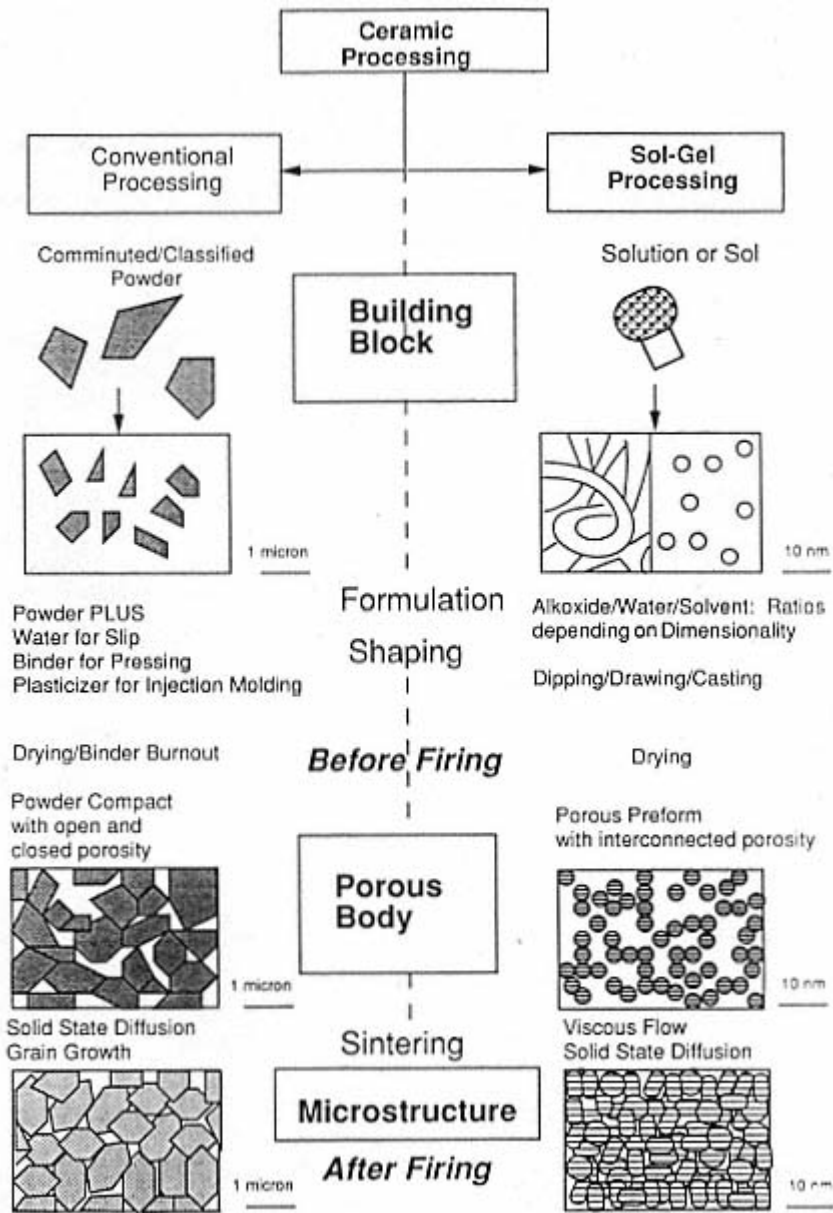 Ceramic
Processing
Conventional
Processing
Sol-Gel
Processing
Comminuted/Classified
Powder
Building
Block
Solution or Sol
1 micron
10 nm
Formulation
Shaping
Powder PLUS
Water for Slip
Binder for Pressing
Plasticizer for Injection Molding
Alkoxide/Water/Solvent: Ratios
depending on Dimensionality
Dipping/Drawing/Casting
Drying/Binder Burnout
Before Firing
Drying
Powder Compact
with open and
closed porosity
Porous
Body
Porous Preform
with interconnected porosity
1 micron
10 nm
Solid State Diffusion
Grain Growth
Sintering
Viscous Flow
Solid State Diffusion
Microstructure
After Firing
1 micron
10 nm